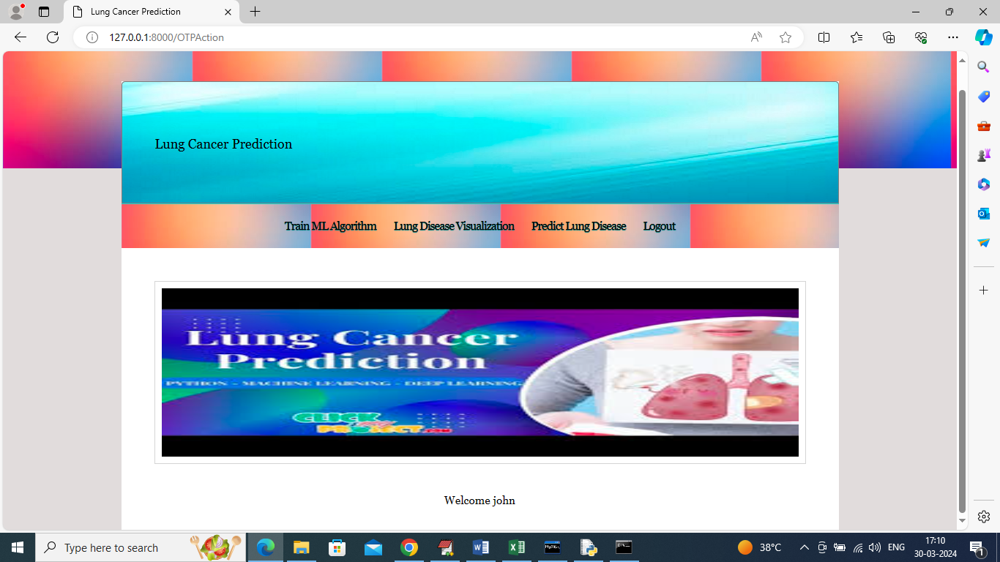 Lung Cancer Prediction
127.0.0.1:8000/OTPAction
Lung Cancer Prediction
Train ML Algorithm Lung Disease Visualization Predict Lung Disease Logout
Lung Cancer
Prediction
PYTHON - MACHINE LEARNING - DEEP LEARNING
CLICK
PROJECT.COM
Welcome john
Type here to search
38°C
ENG
17:10
30-03-2024
1